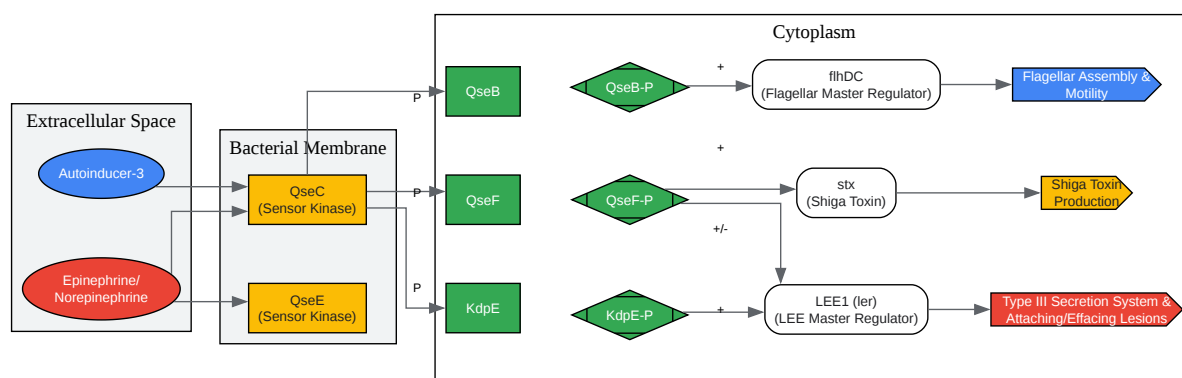 Cytoplasm
Extracellular Space
Autoinducer-3
Epinephrine/
Norepinephrine
Bacterial Membrane
QseC
(Sensor Kinase)
QseE
(Sensor Kinase)
P
QseB
QseB-P
+
flhDC
(Flagellar Master Regulator)
Flagellar Assembly &
Motility
P
QseF
QseF-P
+
stx
(Shiga Toxin)
Shiga Toxin
Production
+/-
P
KdpE
KdpE-P
+
LEE1 (ler)
(LEE Master Regulator)
Type III Secretion System &
Attaching/Effacing Lesions